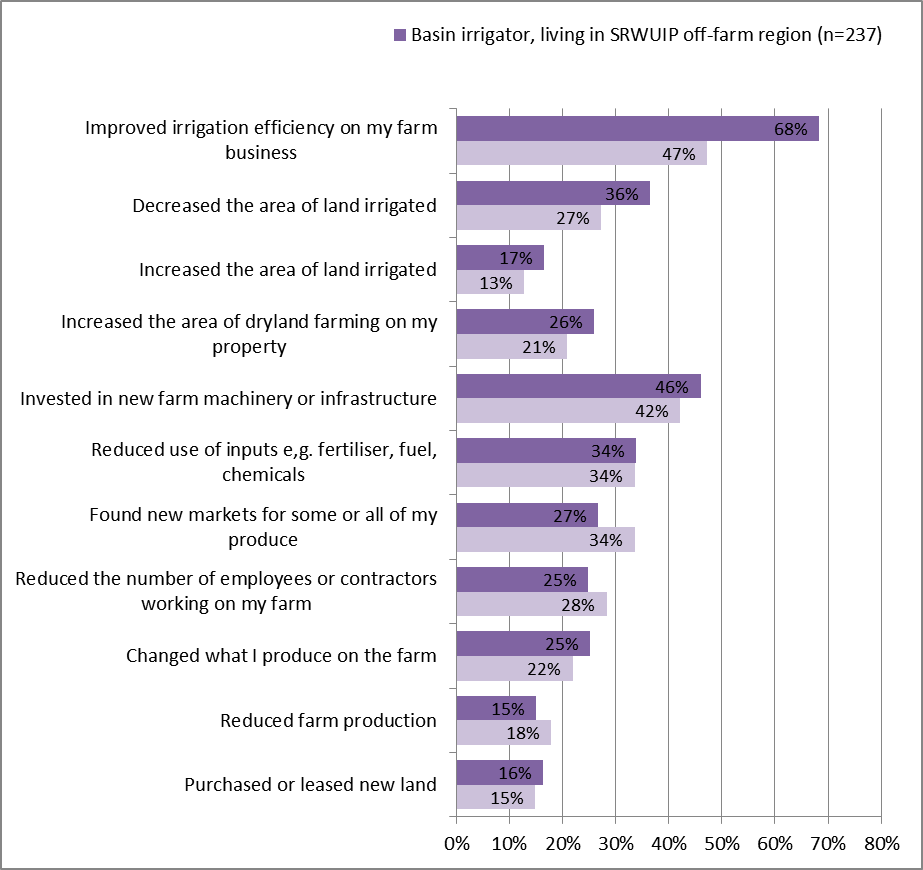 Basin irrigator, living in SRWUIP off-farm region (n=237)
Improved irrigation efficiency on my farm
business
68%
47%
Decreased the area of land irrigated
36%
27%
Increased the area of land irrigated
17%
13%
Increased the area of dryland farming on my
property
26%
21%
Invested in new farm machinery or infrastructure
46%
42%
Reduced use of inputs e,g. fertiliser, fuel,
chemicals
34%
34%
Found new markets for some or all of my
produce
27%
34%
Reduced the number of employees or contractors
working on my farm
25%
28%
Changed what I produce on the farm
25%
22%
Reduced farm production
15%
18%
Purchased or leased new land
16%
15%
0% 10% 20% 30% 40% 50% 60% 70% 80%